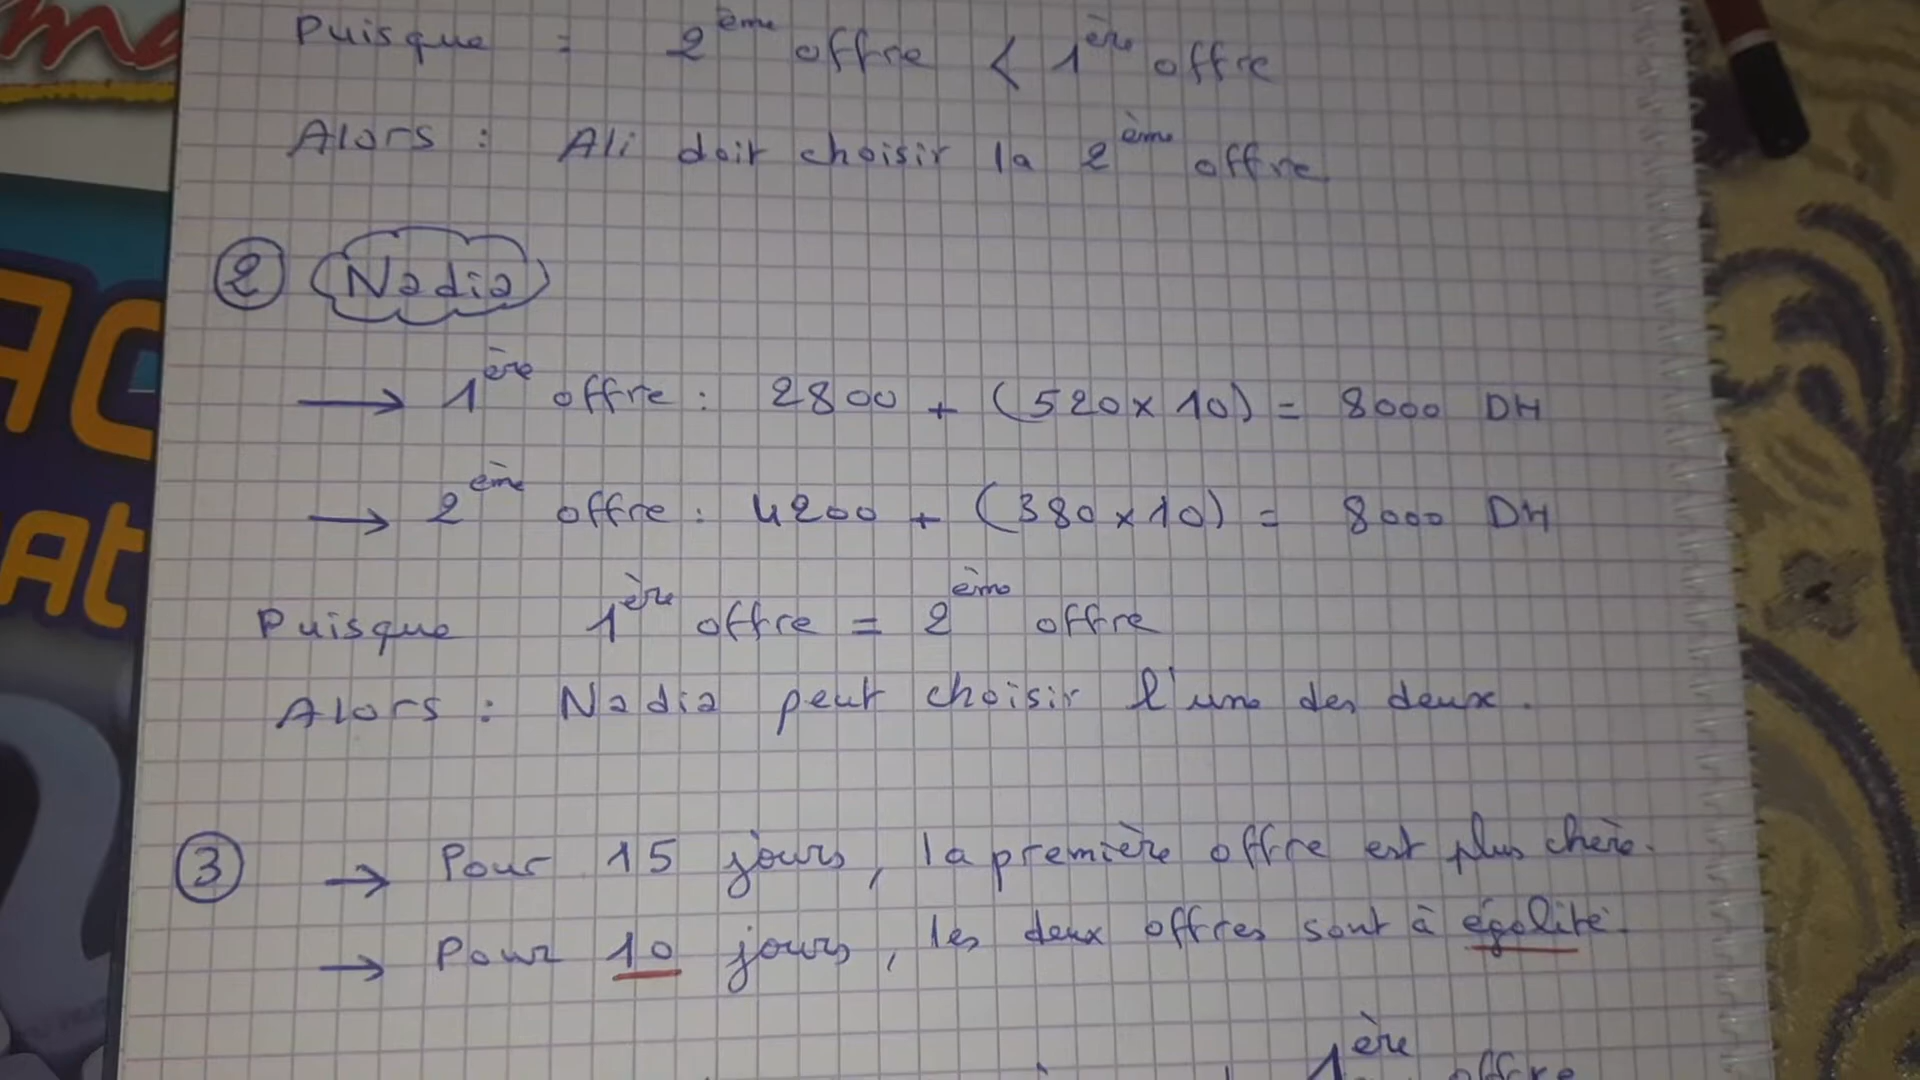 Puisque : 2ème offre < 1ère offre
Alors : Ali doit choisir la 2ème offre
② Nadia
→ 1ère offre : 2800 + (520 x 10) = 8000 DH
→ 2ème offre : 4200 + (380 x 10) = 8000 DH
Puisque 1ère offre = 2ème offre
Alors : Nadia peut choisir l'une des deux.
③ → Pour 15 jours, la première offre est plus chère.
→ Pour 10 jours, les deux offres sont à égalité.
1ère offre